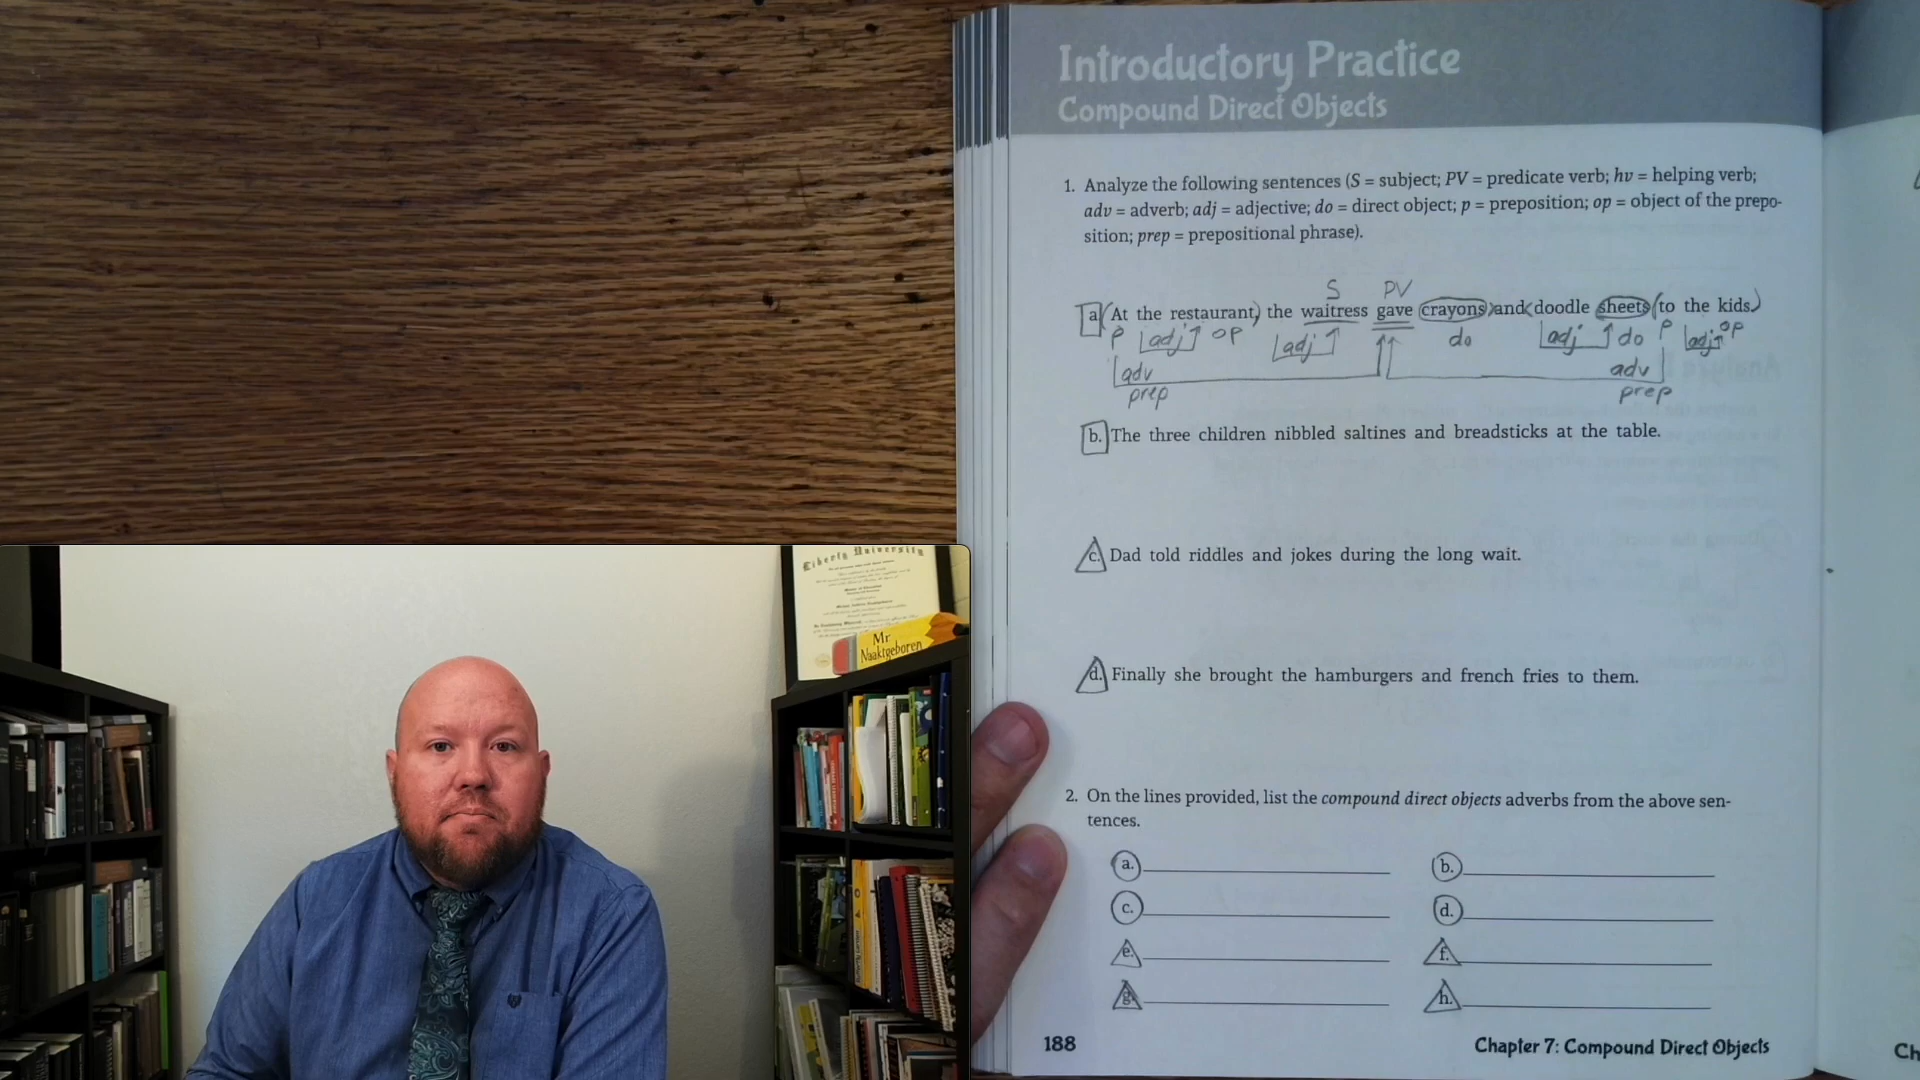 Introductory Practice
Compound Direct Objects
1. Analyze the following sentences (S = subject; PV = predicate verb; hv = helping verb;
adv = adverb; adj = adjective; do = direct object; p = preposition; op = object of the prepo-
sition; prep = prepositional phrase).
S PV
a (At the restaurant,) the waitress gave crayons and doodle sheets (to the kids.)
p adj op adj do adj do p adj op
adv adv
prep prep
b. The three children nibbled saltines and breadsticks at the table.
c. Dad told riddles and jokes during the long wait.
d. Finally she brought the hamburgers and french fries to them.
2. On the lines provided, list the compound direct objects adverbs from the above sen-
tences.
a. b.
c. d.
e. f.
g. h.
188 Chapter 7: Compound Direct Objects
Ch
Liberty University
Mr
Naaktgeboren